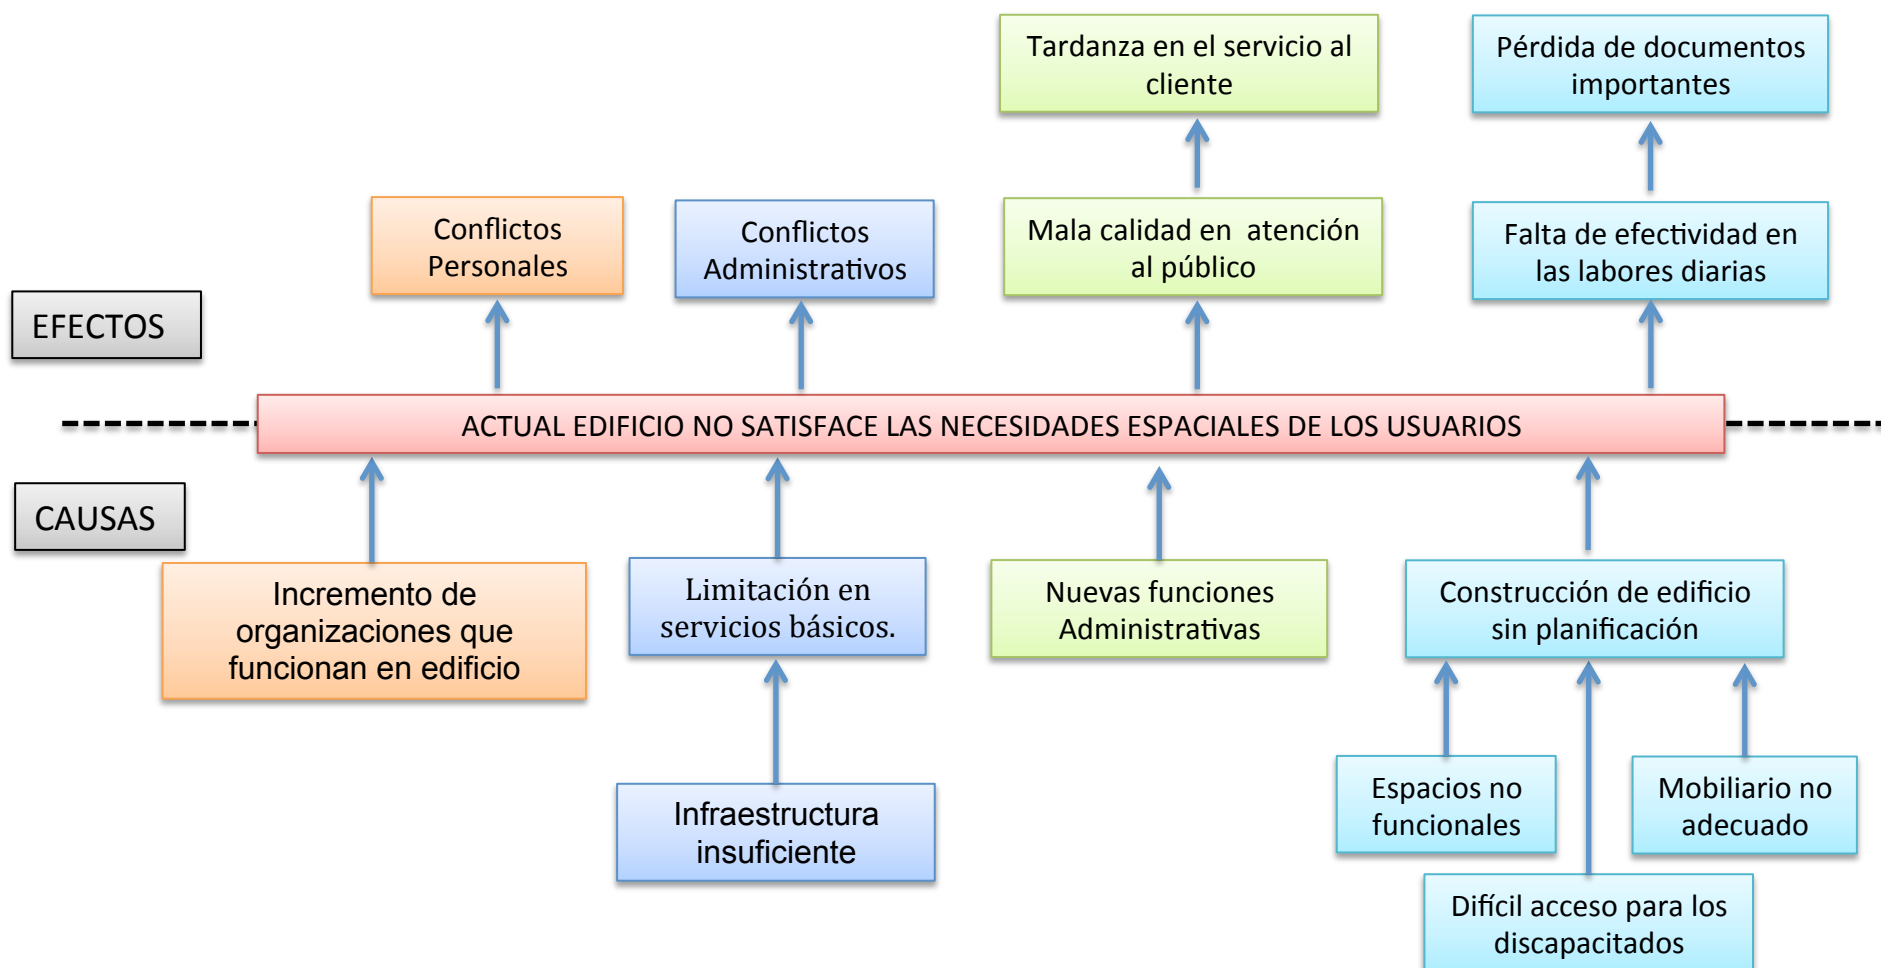 Tardanza en el servicio al
cliente
Pérdida de documentos
importantes
Conflictos
Personales
Conflictos
Administrativos
Mala calidad en atención
al público
Falta de efectividad en
las labores diarias
EFECTOS
ACTUAL EDIFICIO NO SATISFACE LAS NECESIDADES ESPACIALES DE LOS USUARIOS
CAUSAS
Incremento de
organizaciones que
funcionan en edificio
Limitación en
servicios básicos.
Nuevas funciones
Administrativas
Construcción de edificio
sin planificación
Infraestructura
insuficiente
Espacios no
funcionales
Mobiliario no
adecuado
Difícil acceso para los
discapacitados